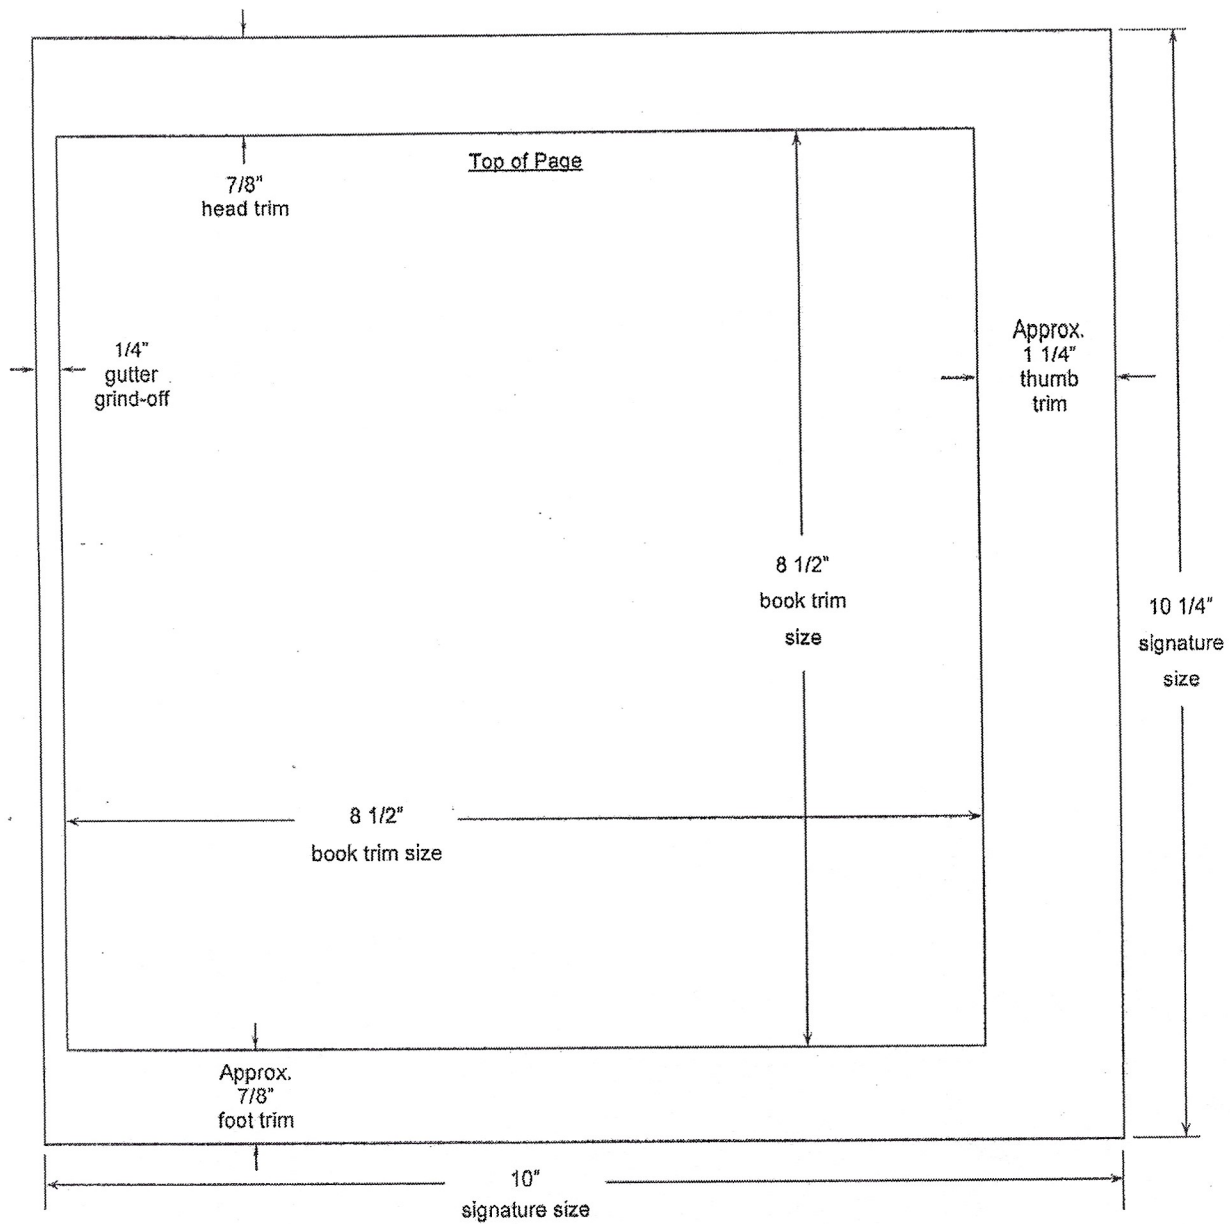 Top of Page
7/8"
head trim
1/4"
gutter
grind-off
Approx.
1 1/4"
thumb
trim
8 1/2"
book trim
size
10 1/4"
signature
size
8 1/2"
book trim size
Approx.
7/8"
foot trim
10"
signature size